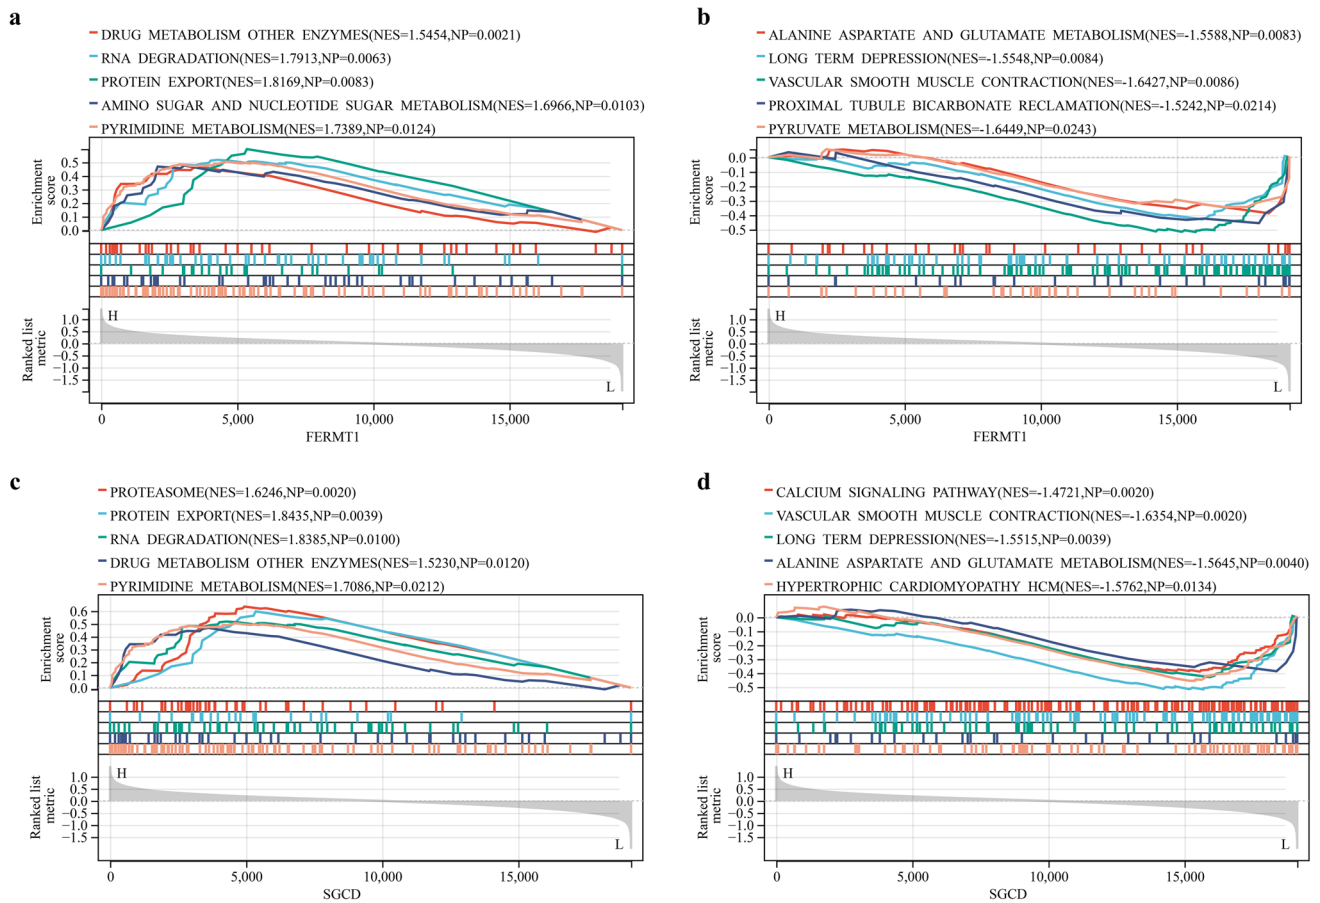 a
DRUG METABOLISM OTHER ENZYMES(NES=1.5454,NP=0.0021)
RNA DEGRADATION(NES=1.7913,NP=0.0063)
PROTEIN EXPORT(NES=1.8169,NP=0.0083)
AMINO SUGAR AND NUCLEOTIDE SUGAR METABOLISM(NES=1.6966,NP=0.0103)
PYRIMIDINE METABOLISM(NES=1.7389,NP=0.0124)
Enrichment score
0.5
0.4
0.3
0.2
0.1
0.0
H
L
Ranked list metric
1.0
0.5
0.0
−0.5
−1.0
−1.5
0 5,000 10,000 15,000
FERMT1
b
ALANINE ASPARTATE AND GLUTAMATE METABOLISM(NES=-1.5588,NP=0.0083)
LONG TERM DEPRESSION(NES=-1.5548,NP=0.0084)
VASCULAR SMOOTH MUSCLE CONTRACTION(NES=-1.6427,NP=0.0086)
PROXIMAL TUBULE BICARBONATE RECLAMATION(NES=-1.5242,NP=0.0214)
PYRUVATE METABOLISM(NES=-1.6449,NP=0.0243)
Enrichment score
0.0
−0.1
−0.2
−0.3
−0.4
−0.5
H
L
Ranked list metric
1.0
0.5
0.0
−0.5
−1.0
−1.5
0 5,000 10,000 15,000
FERMT1
c
PROTEASOME(NES=1.6246,NP=0.0020)
PROTEIN EXPORT(NES=1.8435,NP=0.0039)
RNA DEGRADATION(NES=1.8385,NP=0.0100)
DRUG METABOLISM OTHER ENZYMES(NES=1.5230,NP=0.0120)
PYRIMIDINE METABOLISM(NES=1.7086,NP=0.0212)
Enrichment score
0.6
0.5
0.4
0.3
0.2
0.1
0.0
H
L
Ranked list metric
1.0
0.5
0.0
−0.5
−1.0
−1.5
0 5,000 10,000 15,000
SGCD
d
CALCIUM SIGNALING PATHWAY(NES=-1.4721,NP=0.0020)
VASCULAR SMOOTH MUSCLE CONTRACTION(NES=-1.6354,NP=0.0020)
LONG TERM DEPRESSION(NES=-1.5515,NP=0.0039)
ALANINE ASPARTATE AND GLUTAMATE METABOLISM(NES=-1.5645,NP=0.0040)
HYPERTROPHIC CARDIOMYOPATHY HCM(NES=-1.5762,NP=0.0134)
Enrichment score
0.0
−0.1
−0.2
−0.3
−0.4
−0.5
H
L
Ranked list metric
1.0
0.5
0.0
−0.5
−1.0
−1.5
0 5,000 10,000 15,000
SGCD